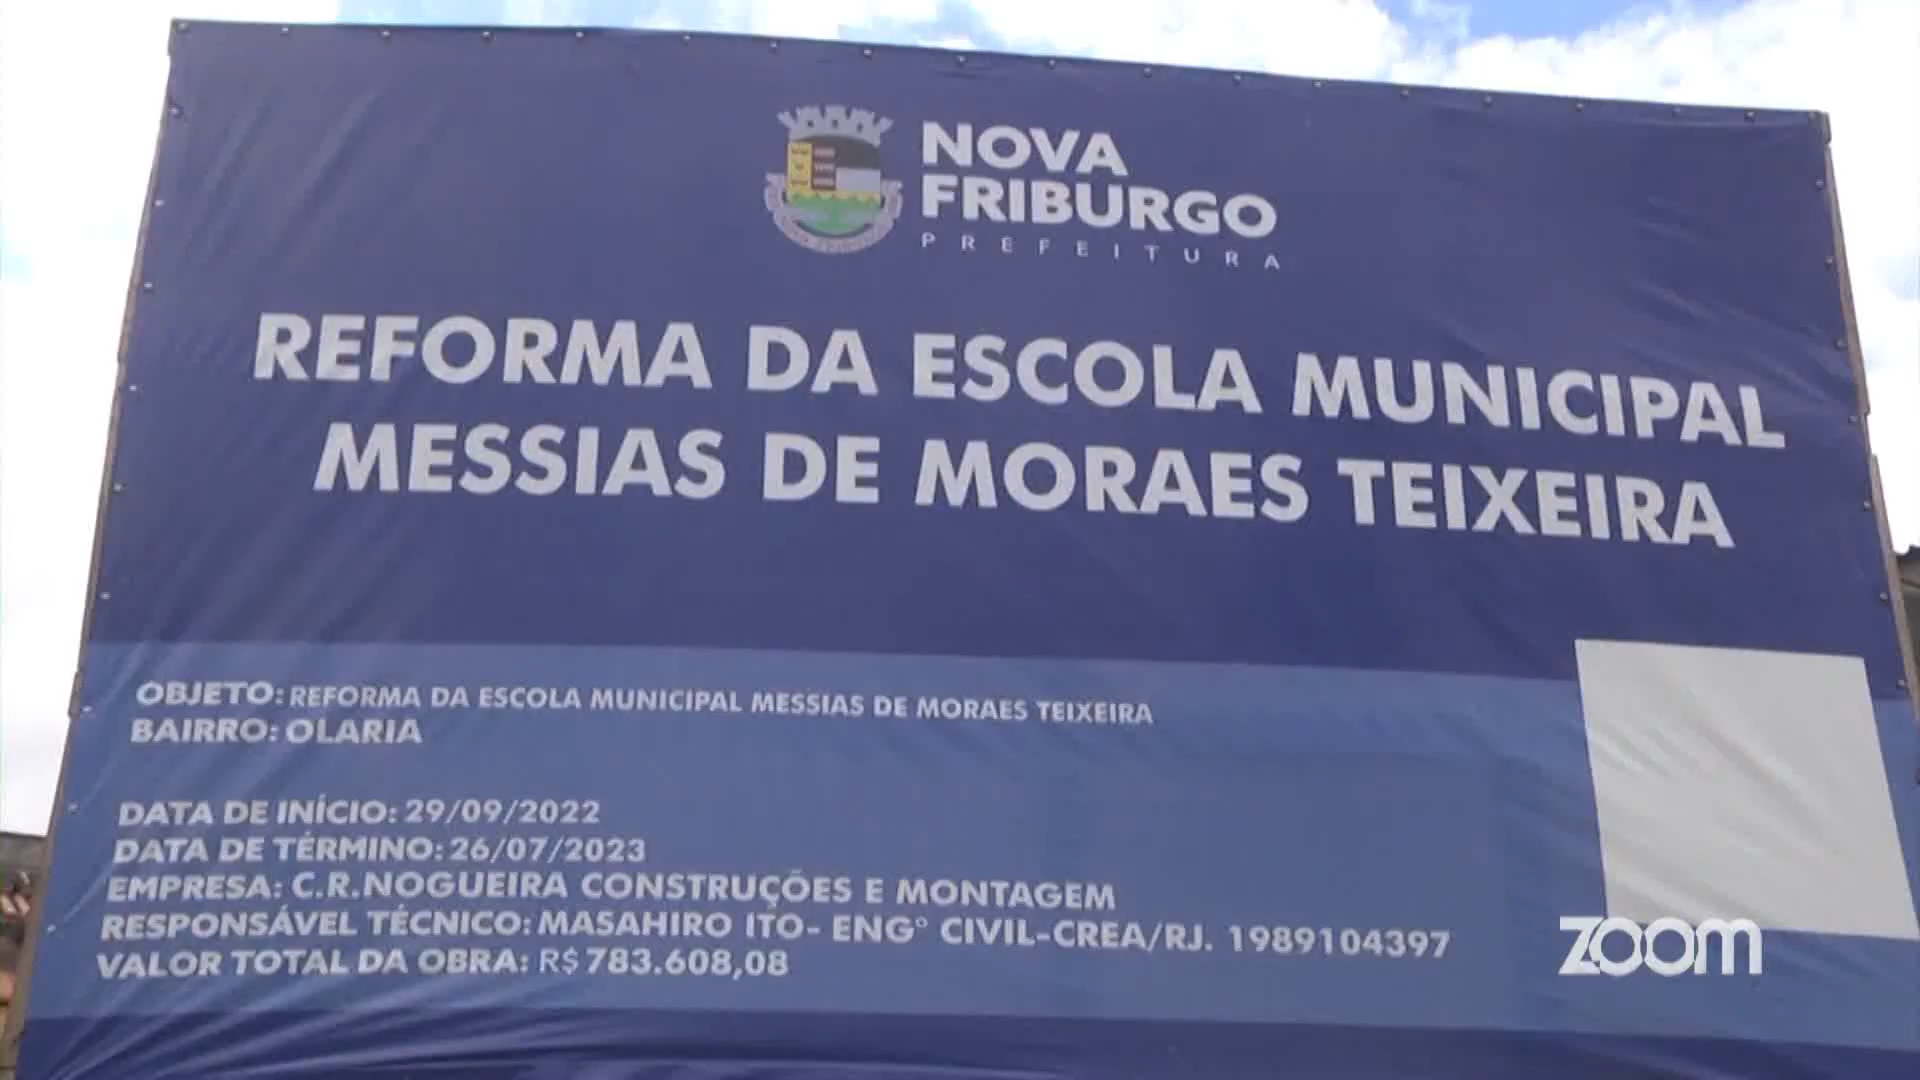 NOVA
FRIBURGO
PREFEITURA
REFORMA DA ESCOLA MUNICIPAL
MESSIAS DE MORAES TEIXEIRA
OBJETO: REFORMA DA ESCOLA MUNICIPAL MESSIAS DE MORAES TEIXEIRA
BAIRRO: OLARIA
DATA DE INÍCIO: 29/09/2022
DATA DE TÉRMINO: 26/07/2023
EMPRESA: C.R.NOGUEIRA CONSTRUÇÕES E MONTAGEM
RESPONSÁVEL TÉCNICO: MASAHIRO ITO- ENG° CIVIL-CREA/RJ. 1989104397
VALOR TOTAL DA OBRA: R$ 783.608,08
ZOOM